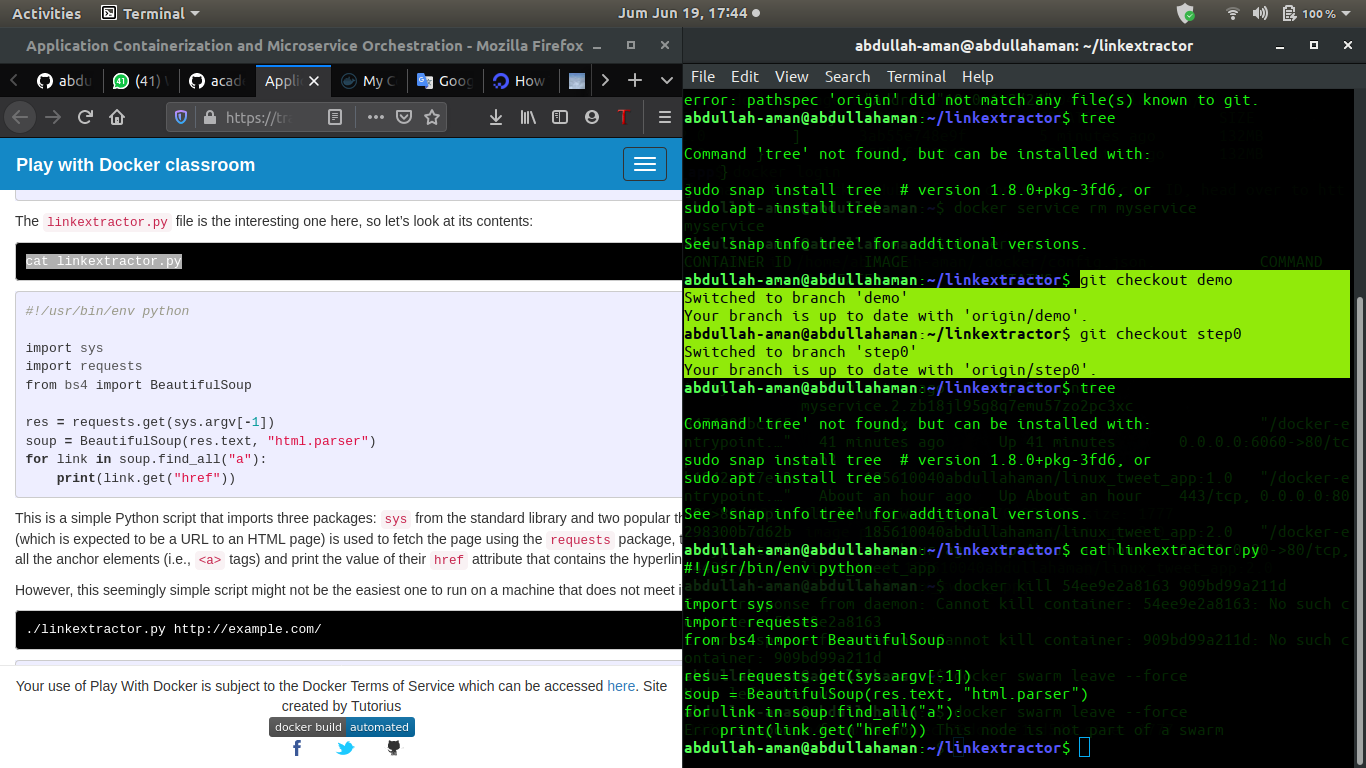 Activities Terminal Jum Jun 19, 17:44 100 %
Application Containerization and Microservice Orchestration - Mozilla Firefox
abdu (41) acad Appli My C Goog How
https://tr
Play with Docker classroom
The linkextractor.py file is the interesting one here, so let’s look at its contents:
cat linkextractor.py
#!/usr/bin/env python
import sys
import requests
from bs4 import BeautifulSoup
res = requests.get(sys.argv[-1])
soup = BeautifulSoup(res.text, "html.parser")
for link in soup.find_all("a"):
print(link.get("href"))
This is a simple Python script that imports three packages: sys from the standard library and two popular th
(which is expected to be a URL to an HTML page) is used to fetch the page using the requests package, t
all the anchor elements (i.e., <a> tags) and print the value of their href attribute that contains the hyperlin
However, this seemingly simple script might not be the easiest one to run on a machine that does not meet i
./linkextractor.py http://example.com/
Your use of Play With Docker is subject to the Docker Terms of Service which can be accessed here. Site
created by Tutorius
docker build automated
abdullah-aman@abdullahaman: ~/linkextractor
File Edit View Search Terminal Help
error: pathspec 'origin' did not match any file(s) known to git.
abdullah-aman@abdullahaman:~/linkextractor$ tree
Command 'tree' not found, but can be installed with:
sudo snap install tree # version 1.8.0+pkg-3fd6, or
sudo apt install tree
See 'snap info tree' for additional versions.
abdullah-aman@abdullahaman:~/linkextractor$ git checkout demo
Switched to branch 'demo'
Your branch is up to date with 'origin/demo'.
abdullah-aman@abdullahaman:~/linkextractor$ git checkout step0
Switched to branch 'step0'
Your branch is up to date with 'origin/step0'.
abdullah-aman@abdullahaman:~/linkextractor$ tree
Command 'tree' not found, but can be installed with:
sudo snap install tree # version 1.8.0+pkg-3fd6, or
sudo apt install tree
See 'snap info tree' for additional versions.
abdullah-aman@abdullahaman:~/linkextractor$ cat linkextractor.py
#!/usr/bin/env python
import sys
import requests
from bs4 import BeautifulSoup
res = requests.get(sys.argv[-1])
soup = BeautifulSoup(res.text, "html.parser")
for link in soup.find_all("a"):
print(link.get("href"))
abdullah-aman@abdullahaman:~/linkextractor$